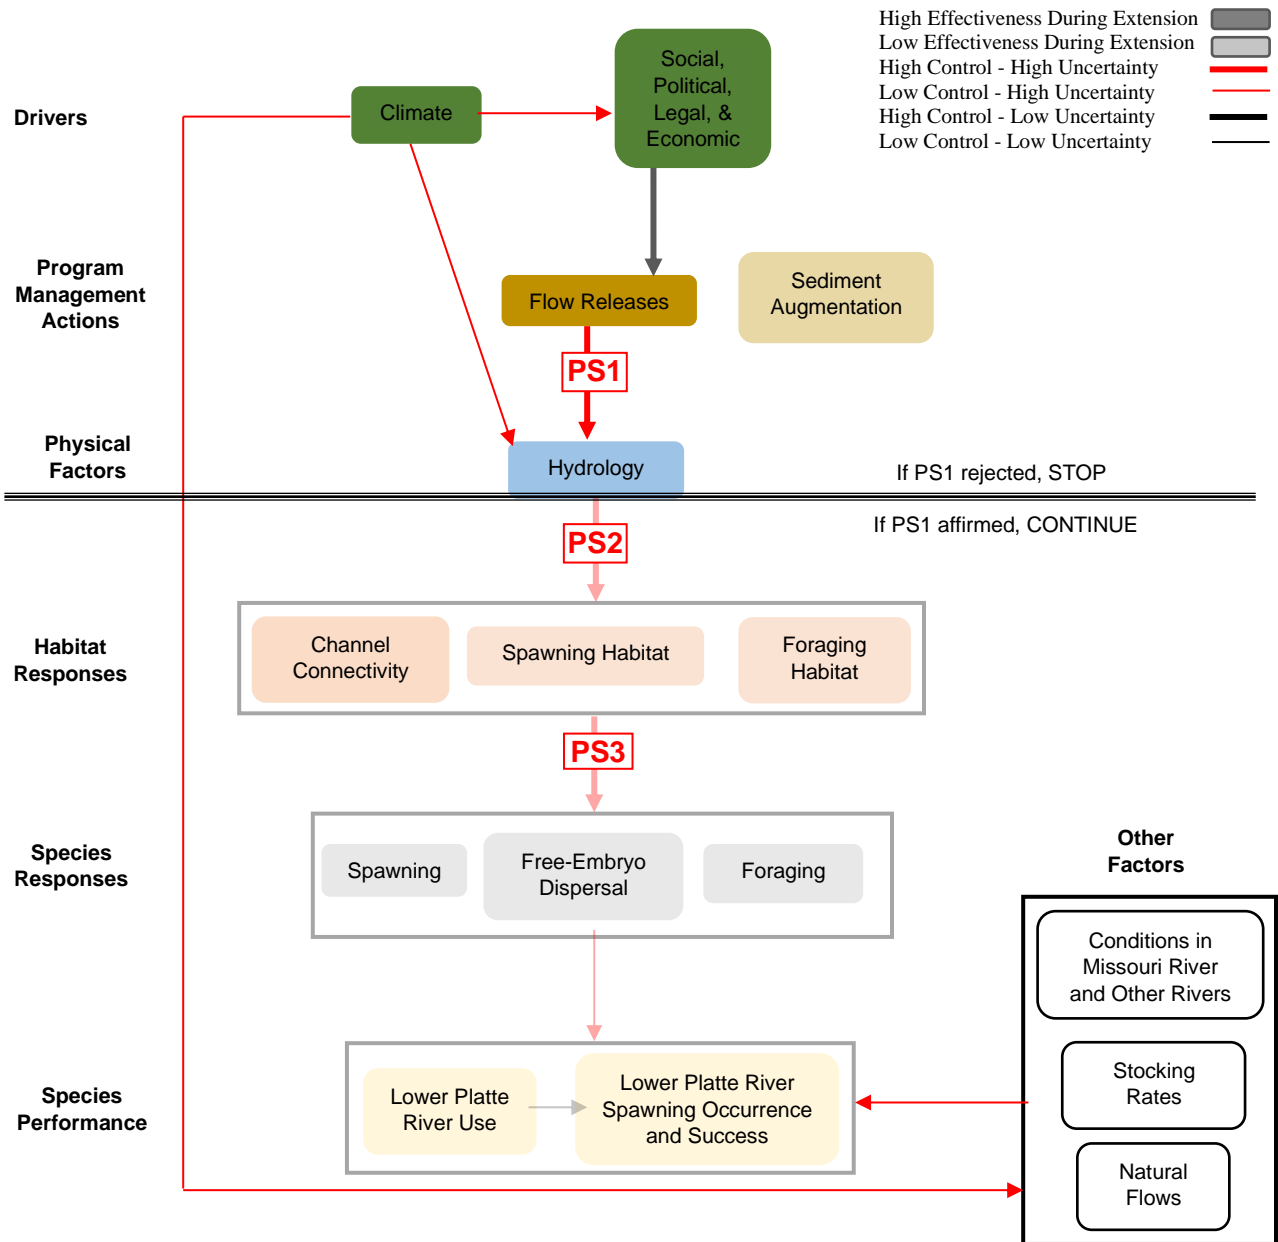 High Effectiveness During Extension
Low Effectiveness During Extension
High Control - High Uncertainty
Low Control - High Uncertainty
High Control - Low Uncertainty
Low Control - Low Uncertainty
Drivers
Climate
Social,
Political,
Legal, &
Economic
Program
Management
Actions
Flow Releases
Sediment
Augmentation
PS1
Physical
Factors
Hydrology
If PS1 rejected, STOP
If PS1 affirmed, CONTINUE
PS2
Habitat
Responses
Channel
Connectivity
Spawning Habitat
Foraging
Habitat
PS3
Species
Responses
Spawning
Free-Embryo
Dispersal
Foraging
Other
Factors
Conditions in
Missouri River
and Other Rivers
Stocking
Rates
Natural
Flows
Species
Performance
Lower Platte
River Use
Lower Platte River
Spawning Occurrence
and Success